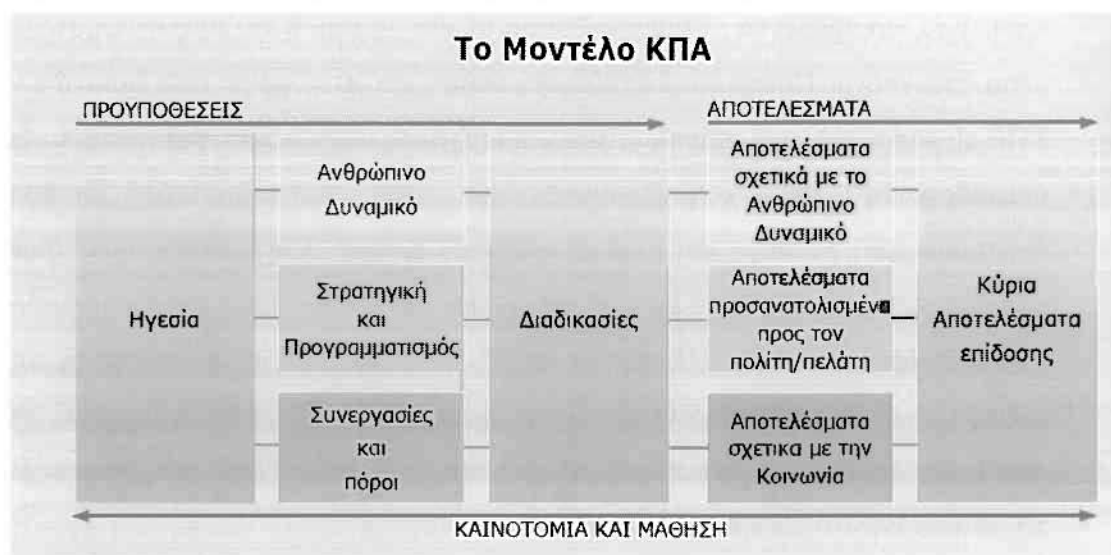 Το Μοντέλο ΚΠΑ
ΠΡΟΥΠΟΘΕΣΕΙΣ
ΑΠΟΤΕΛΕΣΜΑΤΑ
Ηγεσία
Ανθρώπινο
Δυναμικό
Στρατηγική
και
Προγραμματισμός
Συνεργασίες
και
πόροι
Διαδικασίες
Αποτελέσματα
σχετικά με το
Ανθρώπινο
Δυναμικό
Αποτελέσματα
προσανατολισμένα
προς τον
πολίτη/πελάτη
Αποτελέσματα
σχετικα με την
Κοινωνία
Κύρια
Αποτελέσματα
επίδοσης
ΚΑΙΝΟΤΟΜΙΑ ΚΑΙ ΜΑΘΗΣΗ